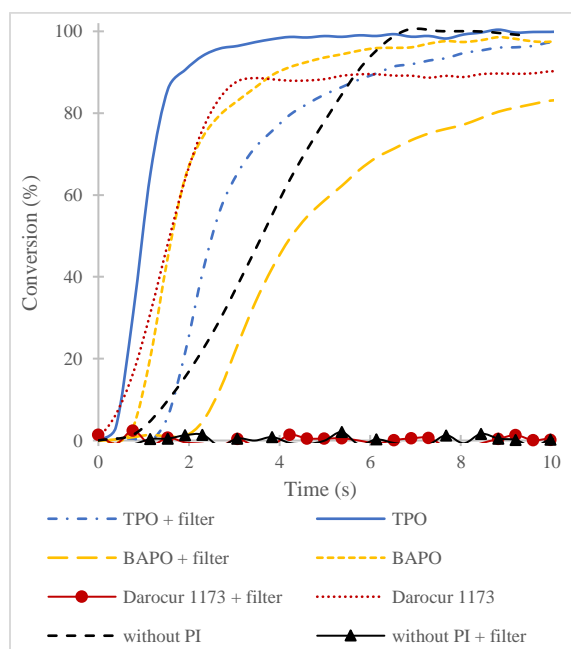 100
80
60
40
20
0
Conversion (%)
0 2 4 6 8 10
Time (s)
TPO + filter TPO
BAPO + filter BAPO
Darocur 1173 + filter Darocur 1173
without PI without PI + filter